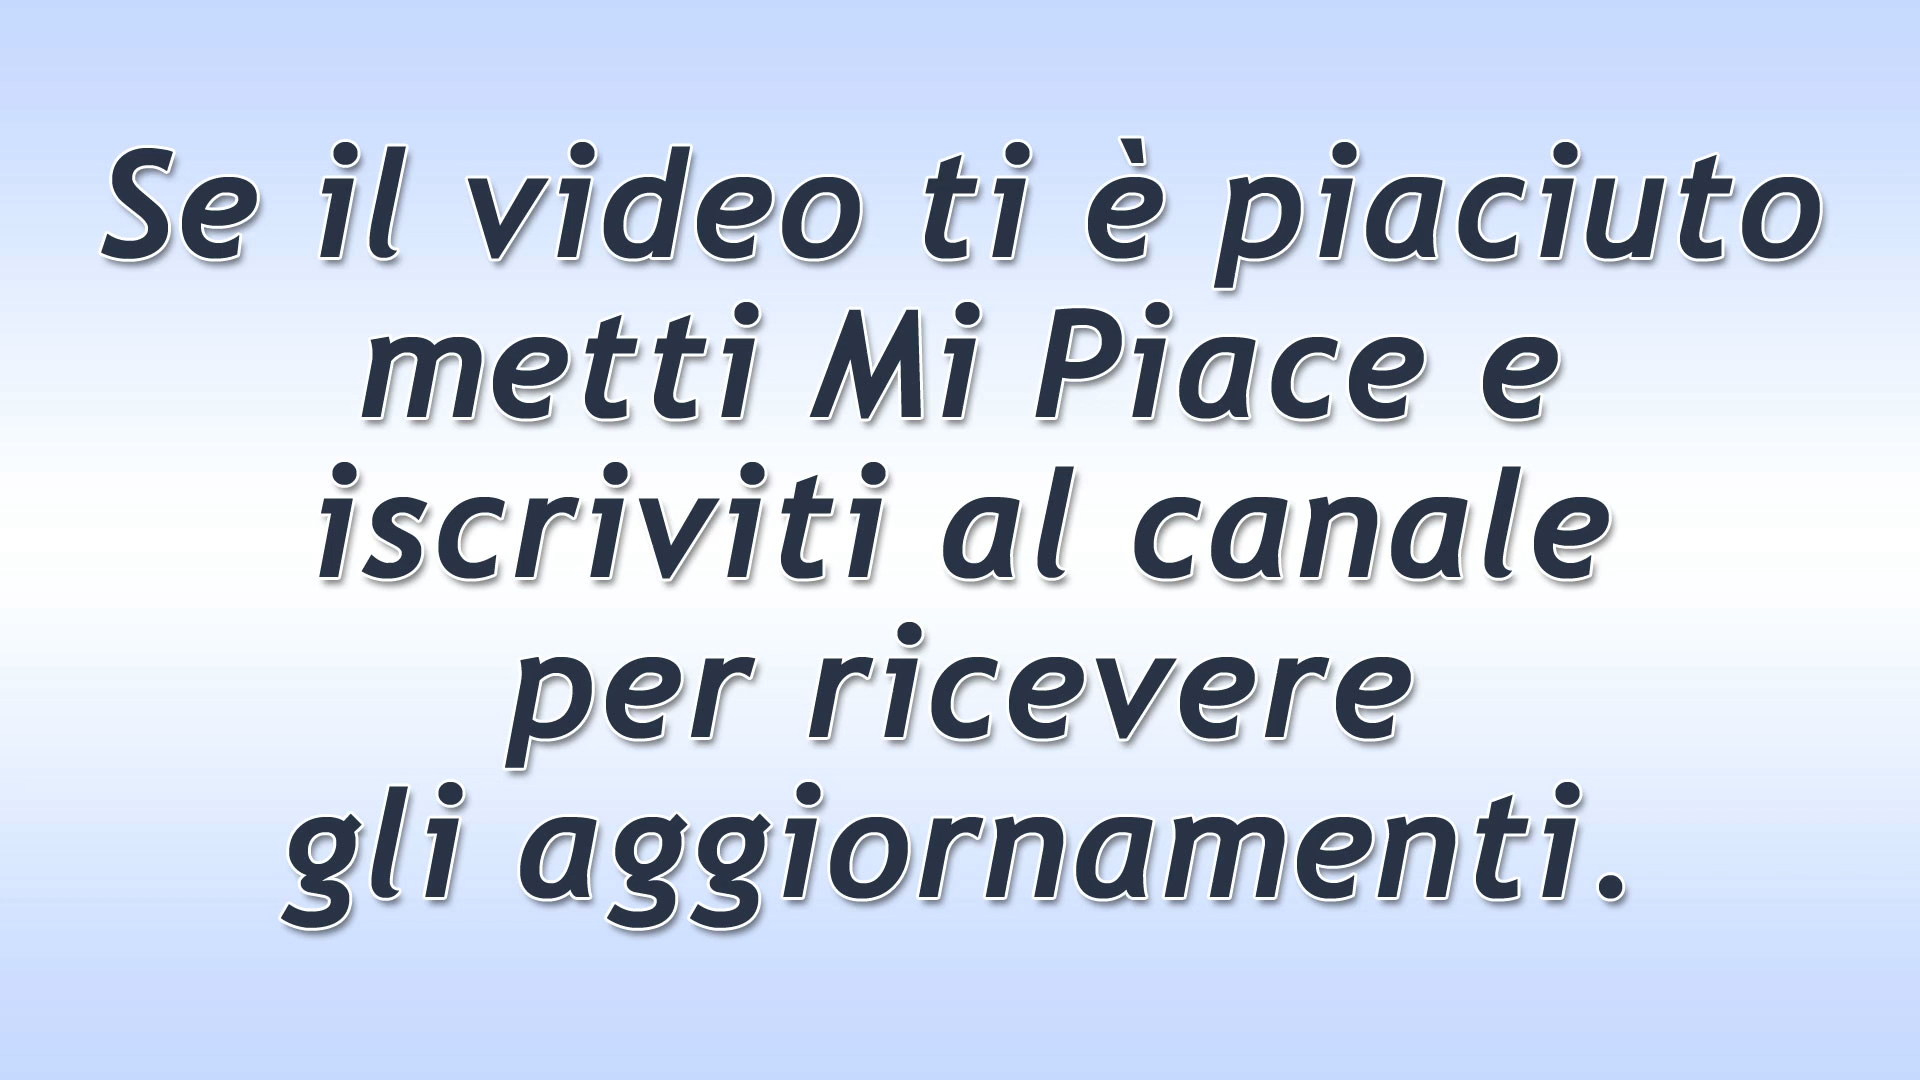 Se il video ti è piaciuto
metti Mi Piace e
iscriviti al canale
per ricevere
gli aggiornamenti.